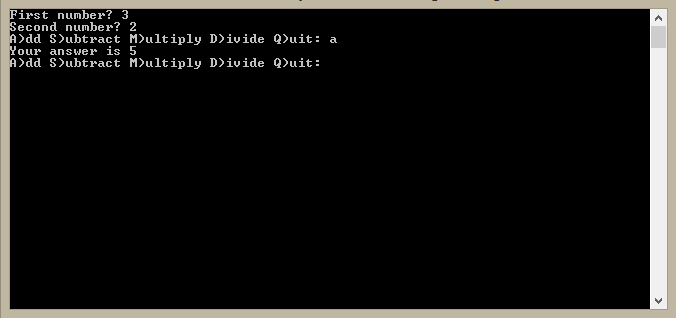 First number? 3
Second number? 2
A)dd S)ubtract M)ultiply D)ivide Q)uit: a
Your answer is 5
A)dd S)ubtract M)ultiply D)ivide Q)uit: